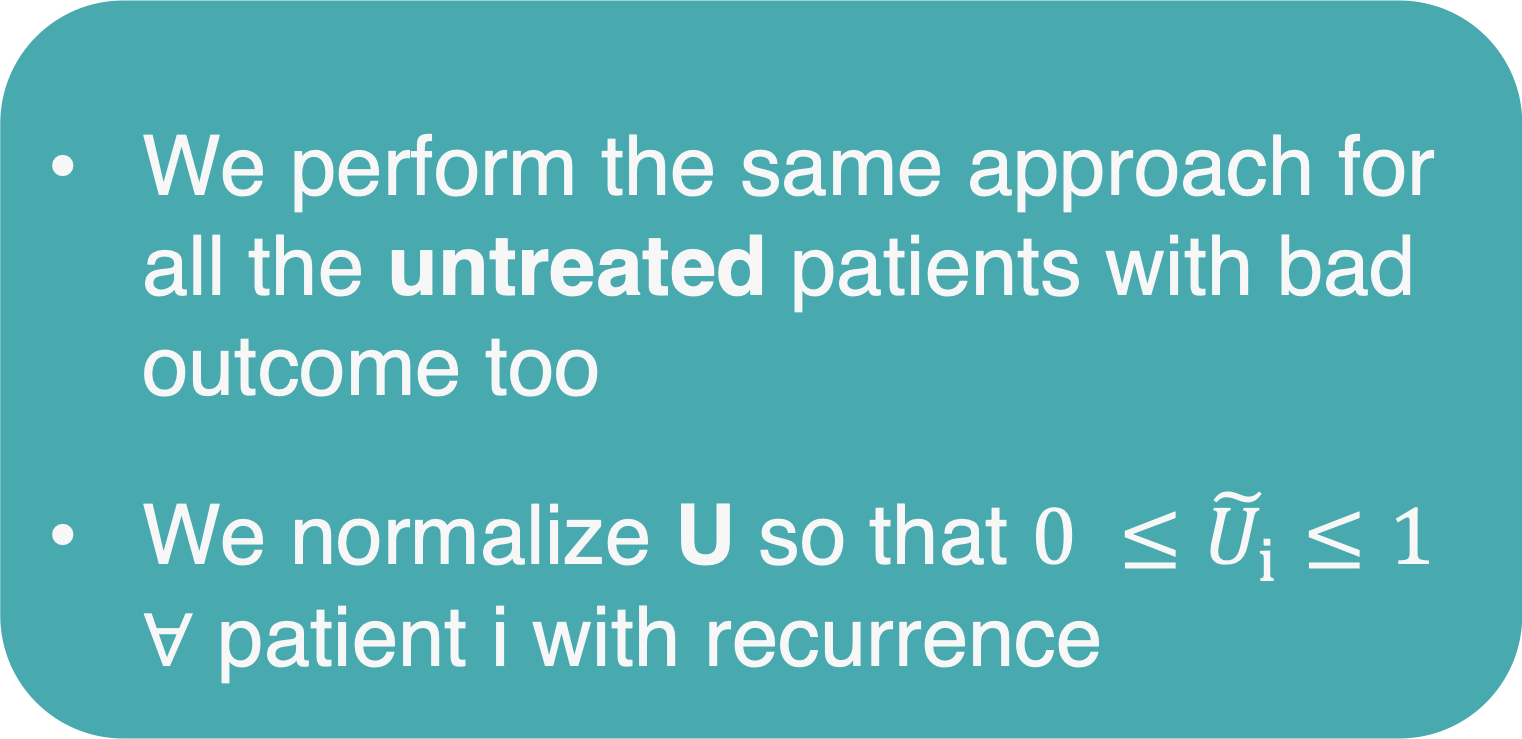 • We perform the same approach for
all the untreated patients with bad
outcome too
• We normalize U so that 0 ≤ Ũᵢ ≤ 1
∀ patient i with recurrence